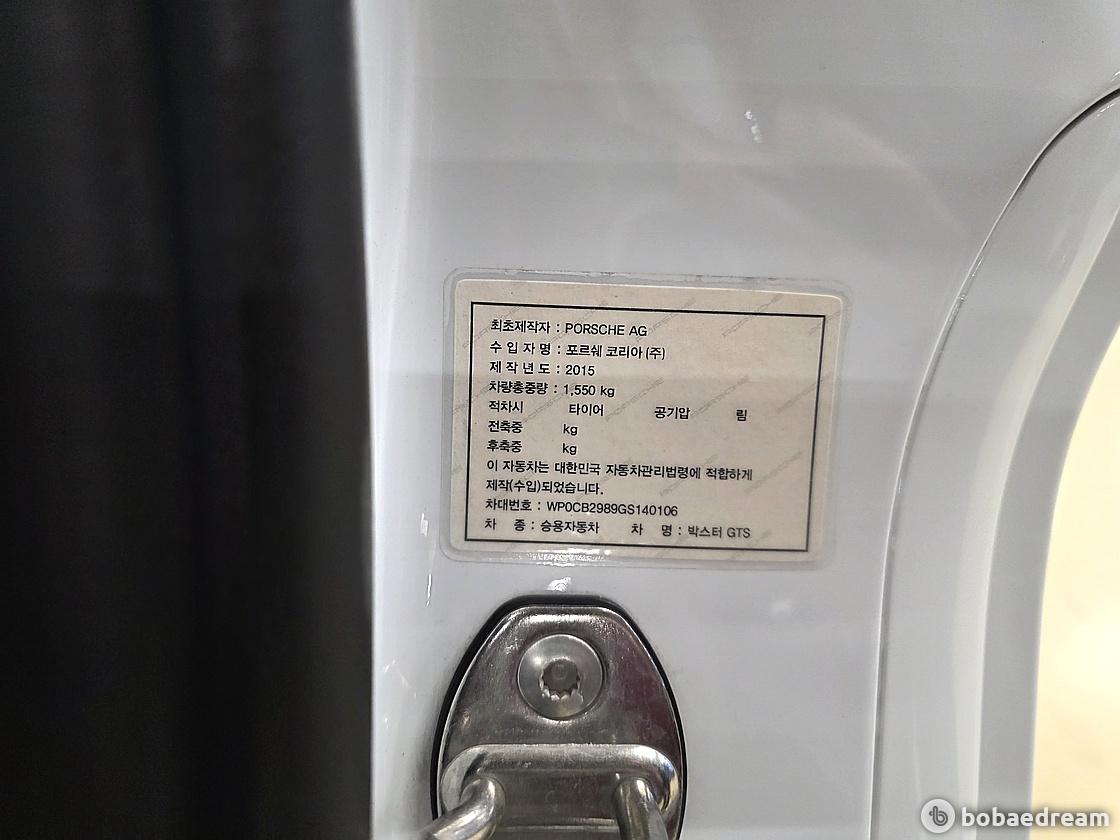 최초제작자 : PORSCHE AG
수 입 자 명 : 포르쉐 코리아 (주)
제 작 년 도 : 2015
차량총중량 : 1,550 kg
적차시 타이어 공기압 림
전축중 kg
후축중 kg
이 자동차는 대한민국 자동차관리법령에 적합하게
제작(수입)되었습니다.
차대번호 : WP0CB2989GS140106
차 종 : 승용자동차 차 명 : 박스터 GTS
bobaedream